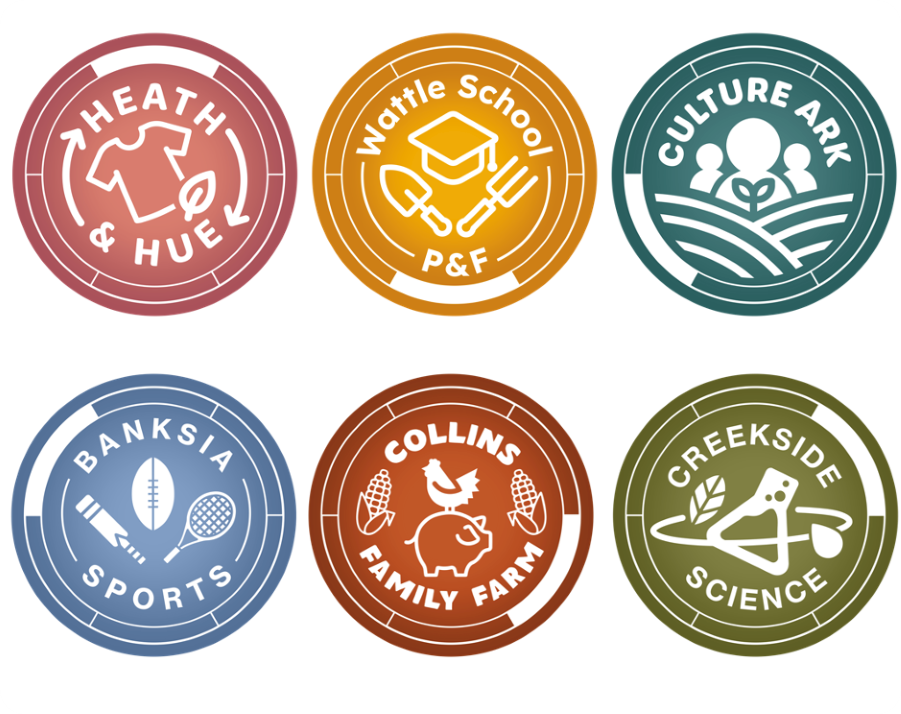 HEATH
& HUE
Wattle School
P&F
CULTURE ARK
BANKSIA
SPORTS
COLLINS
FAMILY FARM
CREEKSIDE
SCIENCE